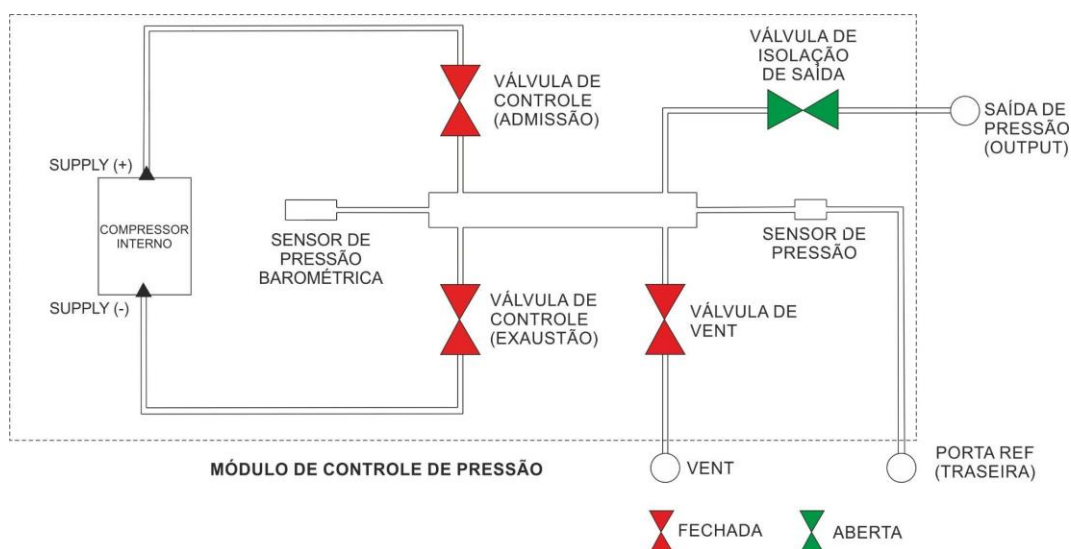 VÁLVULA DE
ISOLAÇÃO
DE SAÍDA
VÁLVULA DE
CONTROLE
(ADMISSÃO)
SAÍDA DE
PRESSÃO
(OUTPUT)
SUPPLY (+)
COMPRESSOR
INTERNO
SENSOR DE
PRESSÃO
BAROMÉTRICA
SENSOR DE
PRESSÃO
SUPPLY (-)
VÁLVULA DE
CONTROLE
(EXAUSTÃO)
VÁLVULA DE
VENT
MÓDULO DE CONTROLE DE PRESSÃO
VENT
PORTA REF
(TRASEIRA)
FECHADA
ABERTA